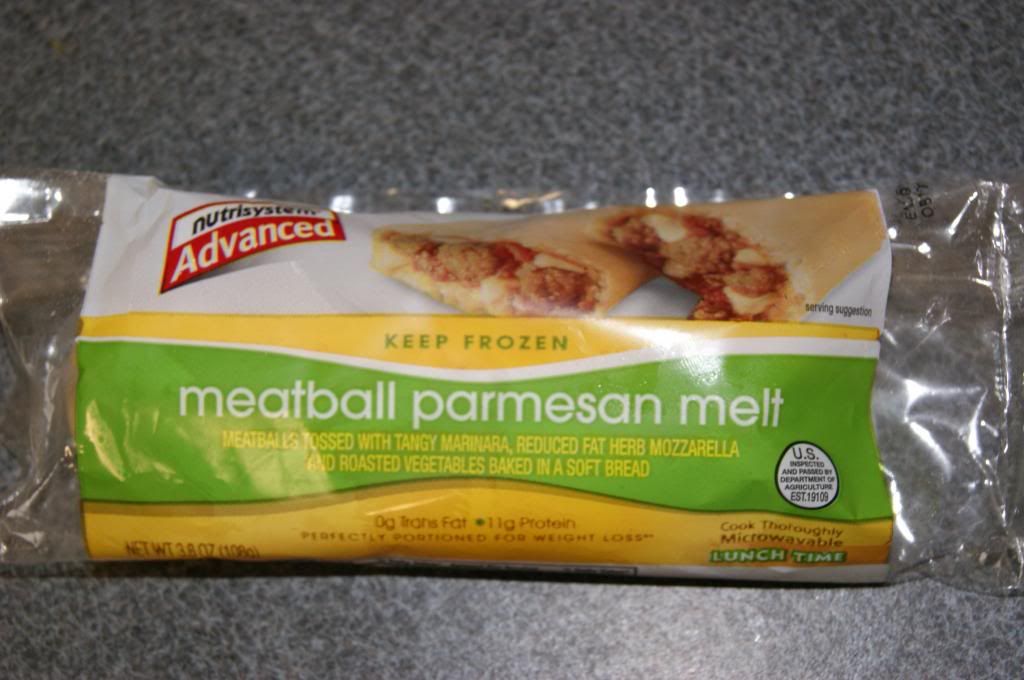 nutrisystem
Advanced
serving suggestion
KEEP FROZEN
meatball parmesan melt
MEATBALLS TOSSED WITH TANGY MARINARA, REDUCED FAT HERB MOZZARELLA
AND ROASTED VEGETABLES BAKED IN A SOFT BREAD
U.S.
INSPECTED
AND PASSED BY
DEPARTMENT OF
AGRICULTURE
EST.19109
0g Trans Fat • 11g Protein
PERFECTLY PORTIONED FOR WEIGHT LOSS**
NET WT 3.8 OZ (108g)
Cook Thoroughly
Microwavable
LUNCH TIME